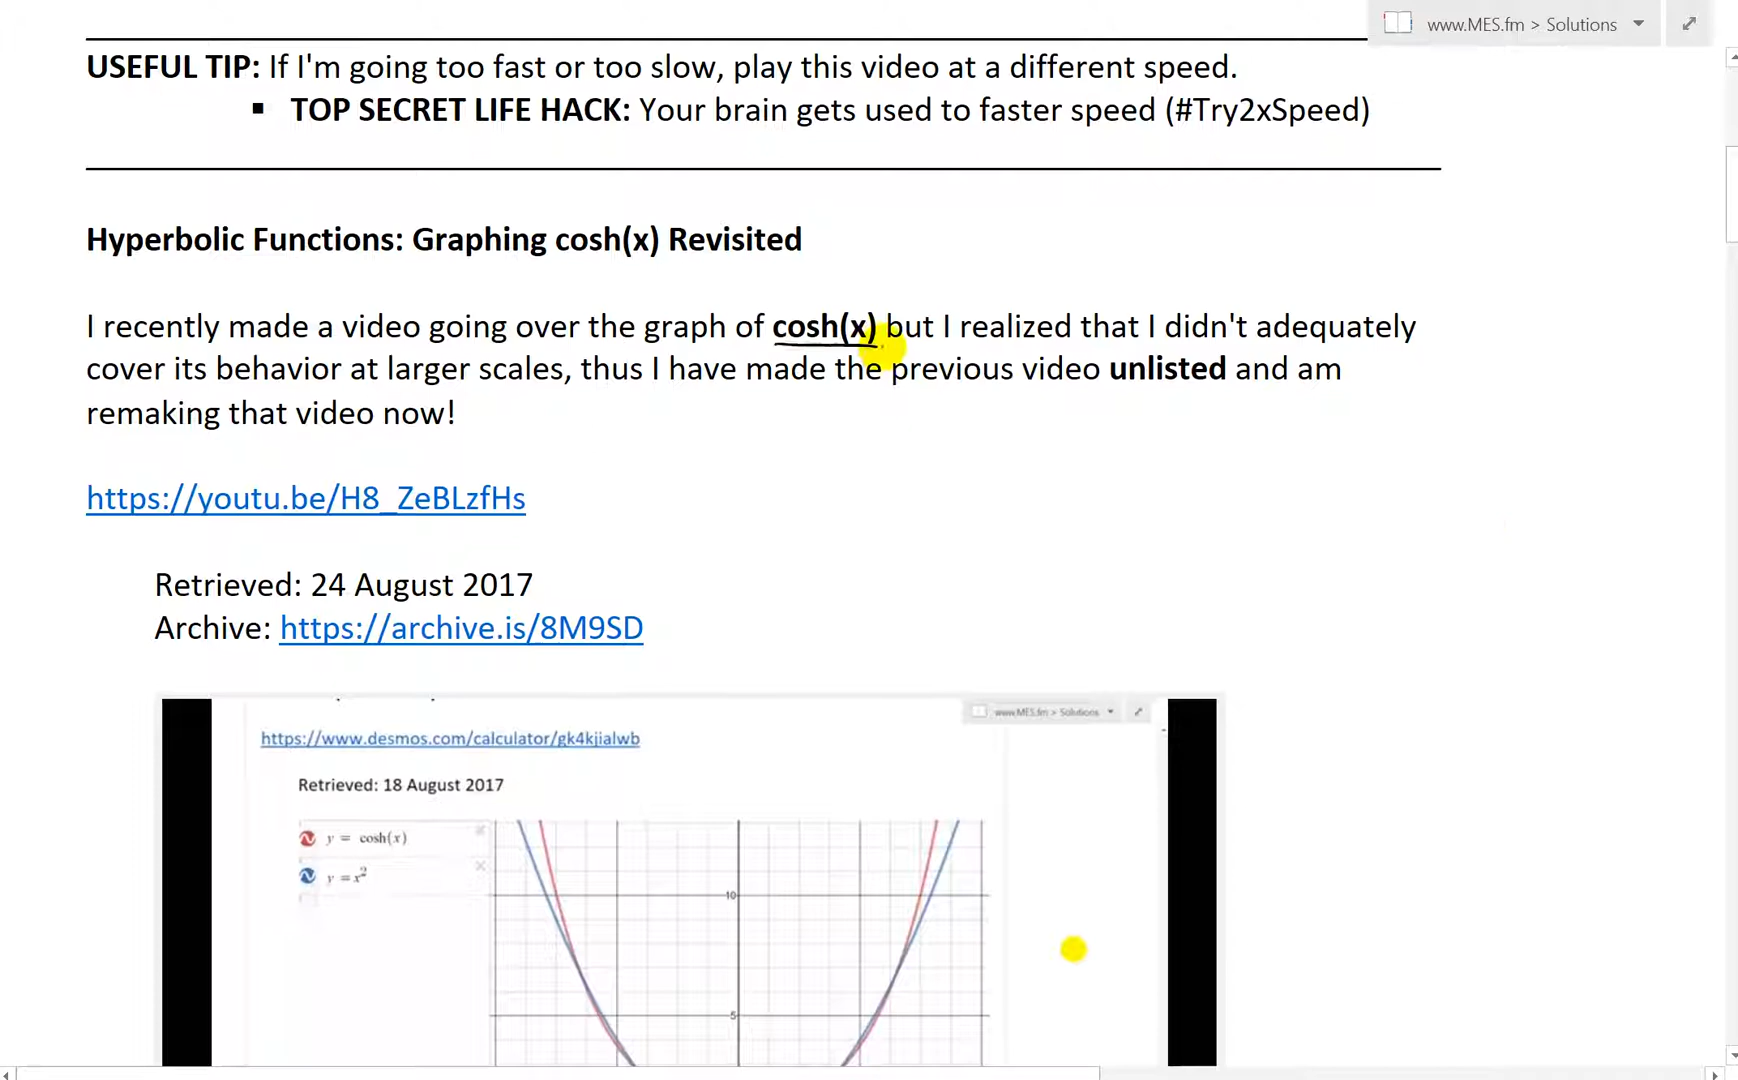 www.MES.fm > Solutions
USEFUL TIP: If I'm going too fast or too slow, play this video at a different speed.
▪ TOP SECRET LIFE HACK: Your brain gets used to faster speed (#Try2xSpeed)
Hyperbolic Functions: Graphing cosh(x) Revisited
I recently made a video going over the graph of cosh(x) but I realized that I didn't adequately
cover its behavior at larger scales, thus I have made the previous video unlisted and am
remaking that video now!
https://youtu.be/H8_ZeBLzfHs
Retrieved: 24 August 2017
Archive: https://archive.is/8M9SD
www.MES.fm > Solutions
https://www.desmos.com/calculator/gk4kjialwb
Retrieved: 18 August 2017
y = cosh(x)
y = x²
10
5